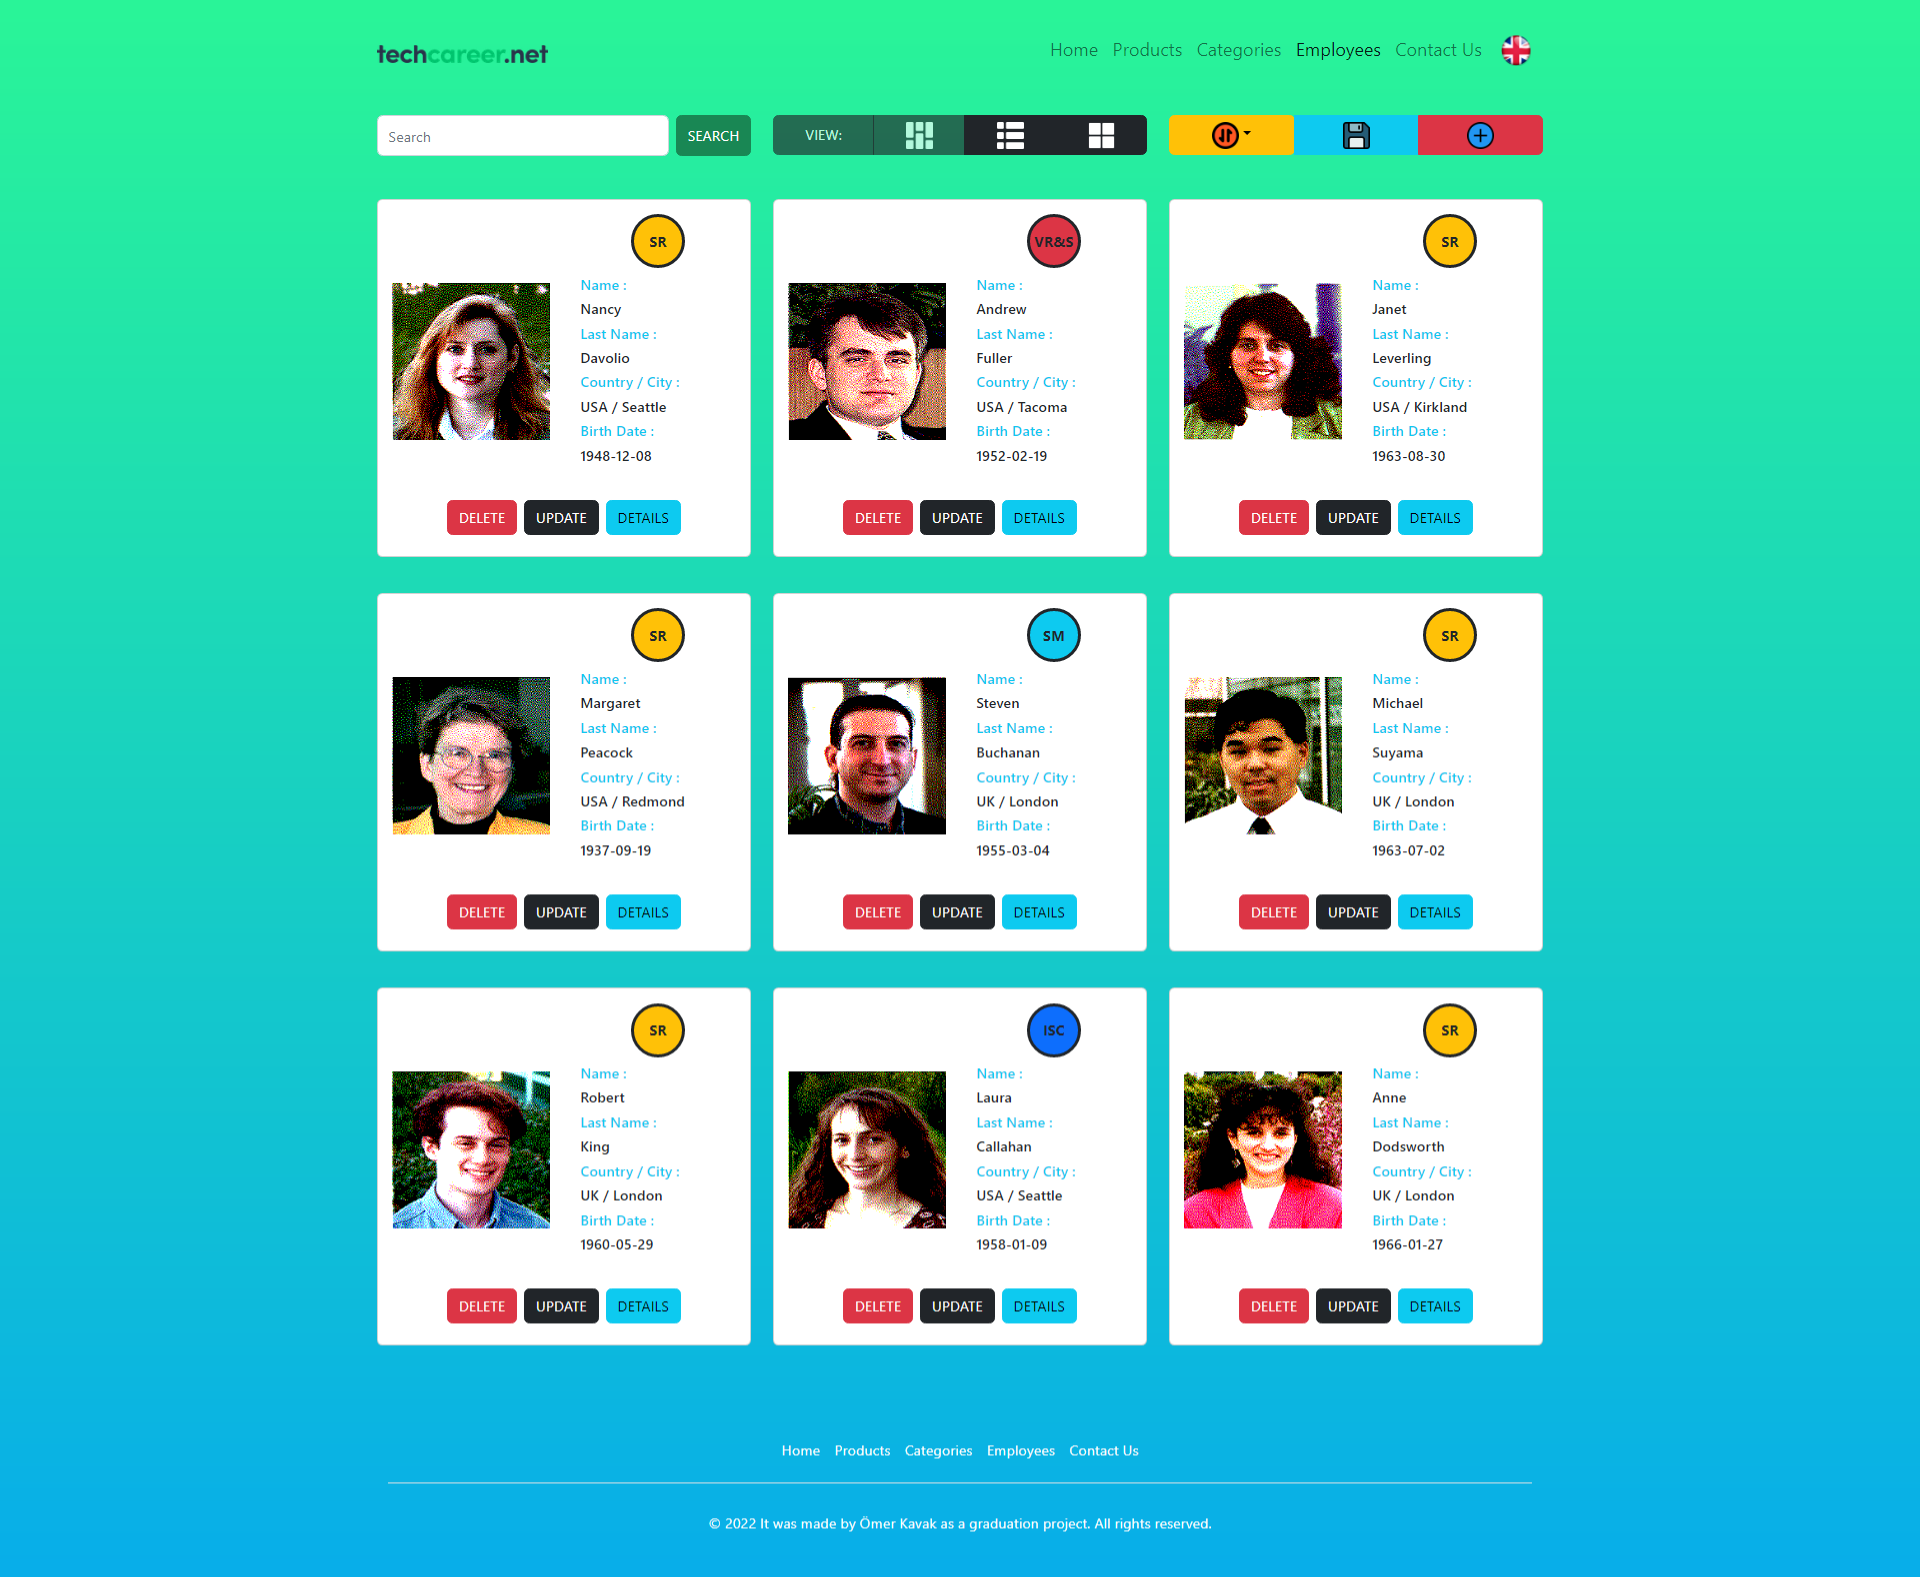 techcareer.net
Home Products Categories Employees Contact Us
Search SEARCH VIEW:
SR
Name :
Nancy
Last Name :
Davolio
Country / City :
USA / Seattle
Birth Date :
1948-12-08
DELETE UPDATE DETAILS
VR&S
Name :
Andrew
Last Name :
Fuller
Country / City :
USA / Tacoma
Birth Date :
1952-02-19
DELETE UPDATE DETAILS
SR
Name :
Janet
Last Name :
Leverling
Country / City :
USA / Kirkland
Birth Date :
1963-08-30
DELETE UPDATE DETAILS
SR
Name :
Margaret
Last Name :
Peacock
Country / City :
USA / Redmond
Birth Date :
1937-09-19
DELETE UPDATE DETAILS
SM
Name :
Steven
Last Name :
Buchanan
Country / City :
UK / London
Birth Date :
1955-03-04
DELETE UPDATE DETAILS
SR
Name :
Michael
Last Name :
Suyama
Country / City :
UK / London
Birth Date :
1963-07-02
DELETE UPDATE DETAILS
SR
Name :
Robert
Last Name :
King
Country / City :
UK / London
Birth Date :
1960-05-29
DELETE UPDATE DETAILS
ISC
Name :
Laura
Last Name :
Callahan
Country / City :
USA / Seattle
Birth Date :
1958-01-09
DELETE UPDATE DETAILS
SR
Name :
Anne
Last Name :
Dodsworth
Country / City :
UK / London
Birth Date :
1966-01-27
DELETE UPDATE DETAILS
Home Products Categories Employees Contact Us
© 2022 It was made by Ömer Kavak as a graduation project. All rights reserved.